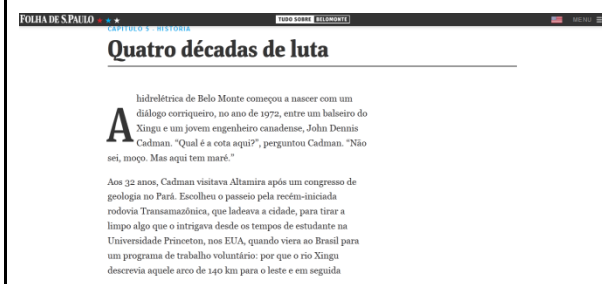 FOLHA DE S.PAULO
TUDO SOBRE BELOMONTE
MENU
CAPÍTULO 5 - HISTÓRIA
Quatro décadas de luta
A hidrelétrica de Belo Monte começou a nascer com um
diálogo corriqueiro, no ano de 1972, entre um balseiro do
Xingu e um jovem engenheiro canadense, John Dennis
Cadman. “Qual é a cota aqui?”, perguntou Cadman. “Não
sei, moço. Mas aqui tem maré.”
Aos 32 anos, Cadman visitava Altamira após um congresso de
geologia no Pará. Escolheu o passeio pela recém-iniciada
rodovia Transamazônica, que ladeava a cidade, para tirar a
limpo algo que o intrigava desde os tempos de estudante na
Universidade Princeton, nos EUA, quando viera ao Brasil para
um programa de trabalho voluntário: por que o rio Xingu
descrevia aquele arco de 140 km para o leste e em seguida